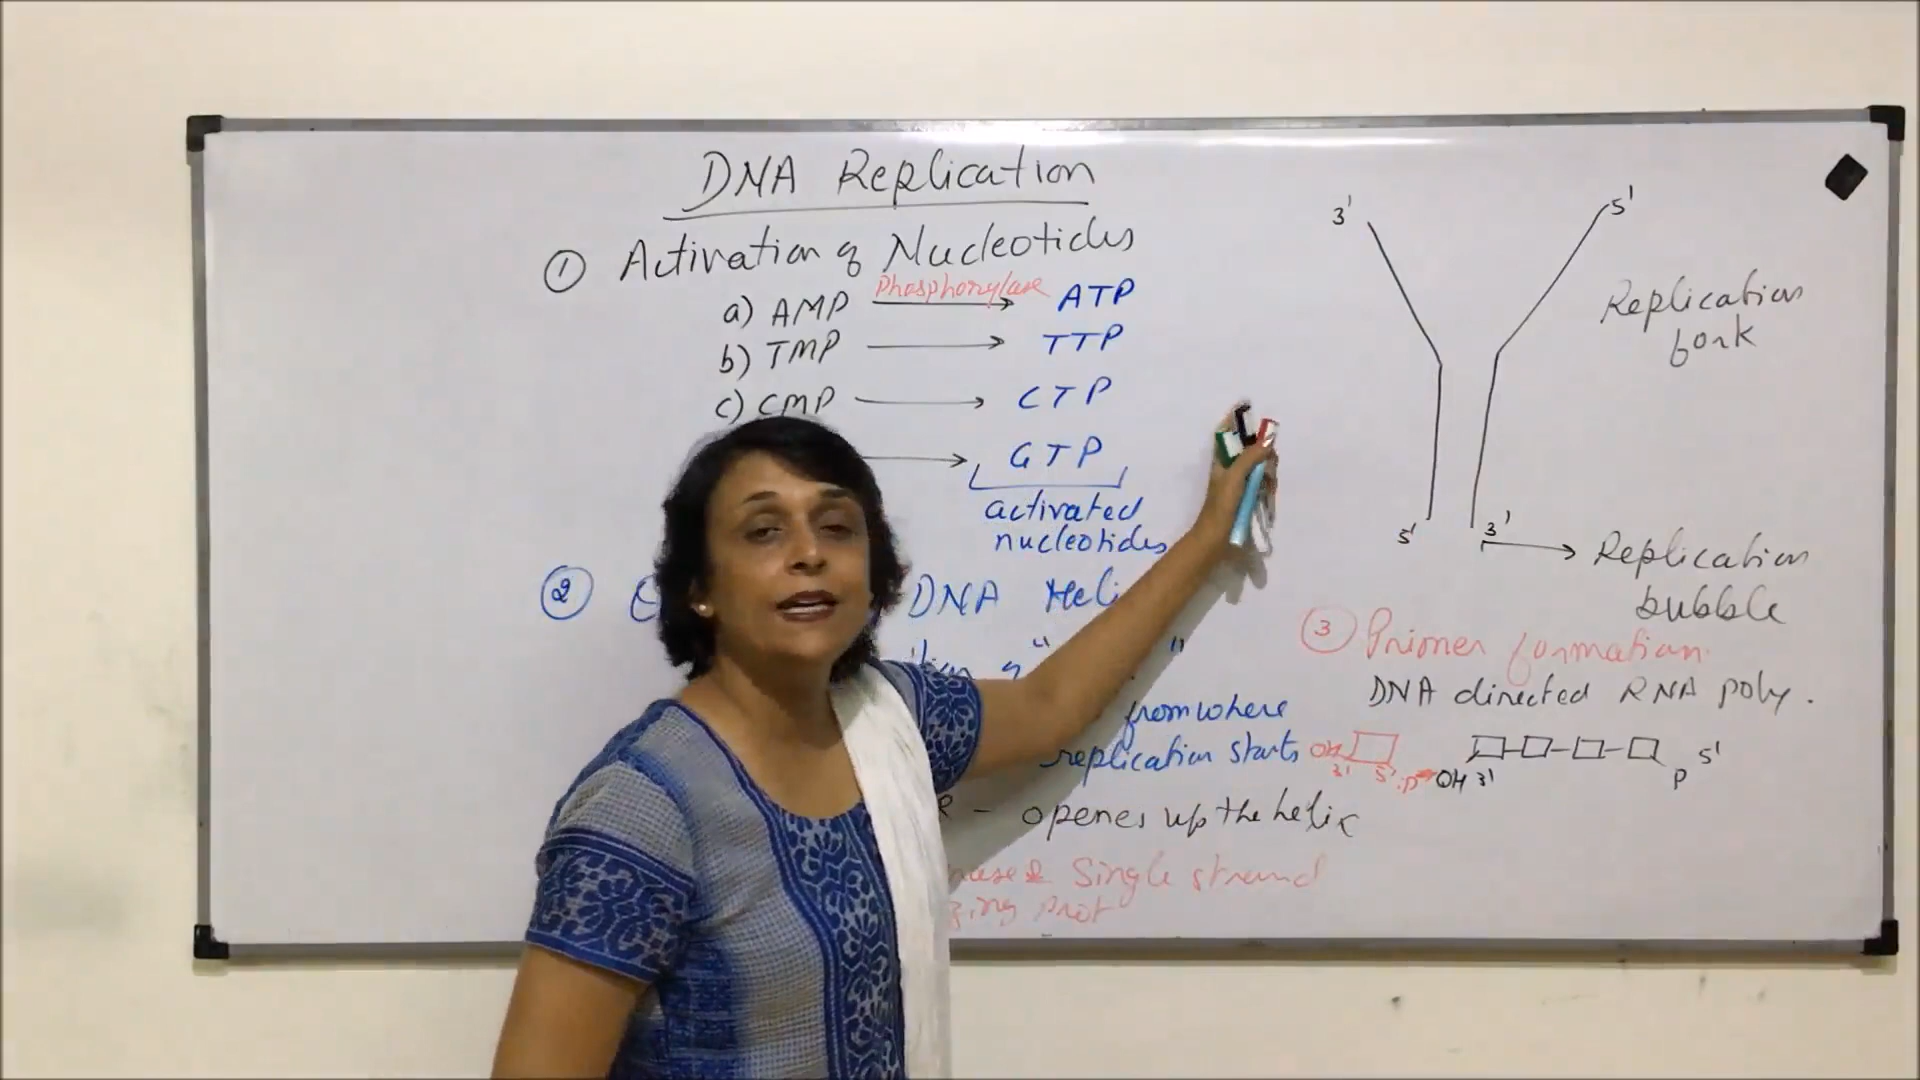 DNA Replication
① Activation of Nucleotides
a) AMP Phosphorylase → ATP
b) TMP → TTP
c) CMP → CTP
→ GTP
activated
nucleotides
② DNA Heli
" "
from where
replication starts
R - openes up the helix
& Single strand
prot
3' 5'
Replication
fork
5' 3' → Replication
bubble
③ Primer formation.
DNA directed RNA poly.
OH 3' 5' P OH 3' P 5'